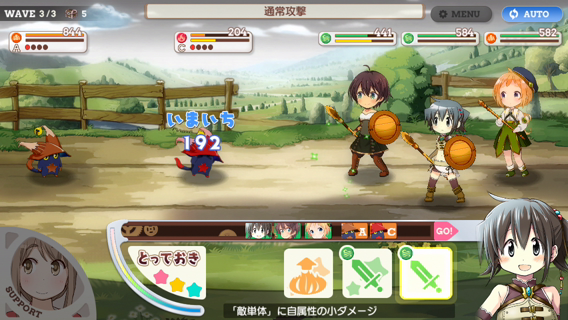 WAVE 3/3 5
通常攻撃
MENU
AUTO
844
A
204
C
441
584
582
いまいち
192
A
C
GO!
とっておき
SUPPORT
「敵単体」に自属性の小ダメージ